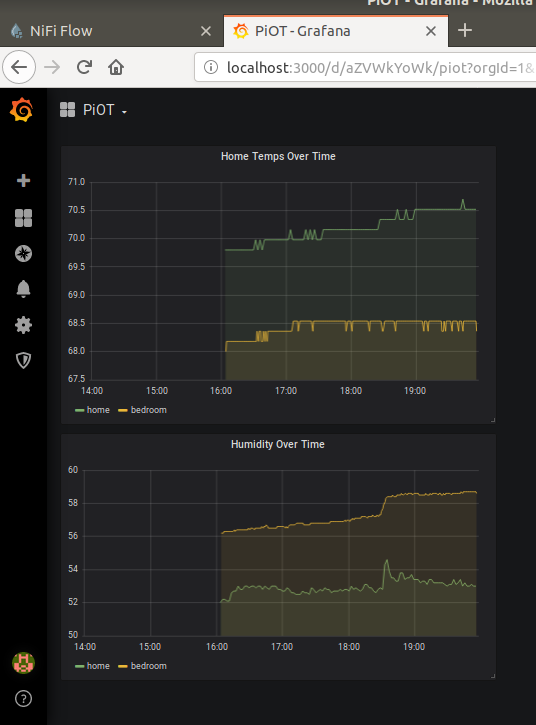 PiOT - Grafana - Mozilla
NiFi Flow
PiOT - Grafana
localhost:3000/d/aZVWkYoWk/piot?orgId=1&
PiOT
Home Temps Over Time
71.0
70.5
70.0
69.5
69.0
68.5
68.0
67.5
14:00 15:00 16:00 17:00 18:00 19:00
home bedroom
Humidity Over Time
60
58
56
54
52
50
14:00 15:00 16:00 17:00 18:00 19:00
home bedroom